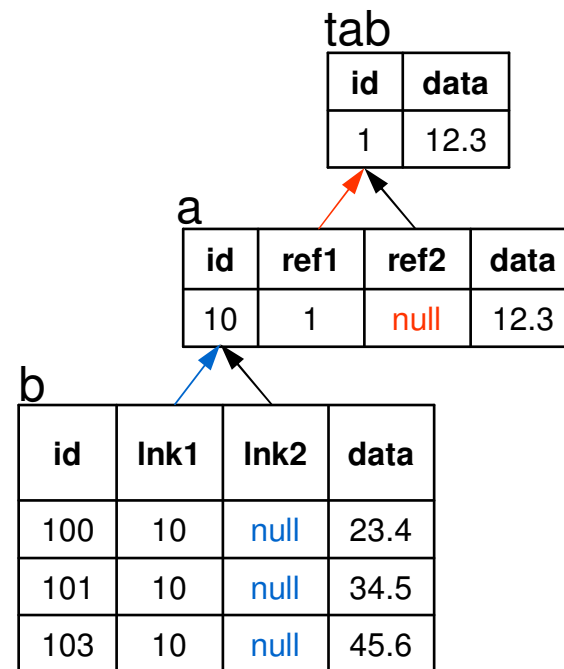 tab
id data
1 12.3
a
id ref1 ref2 data
10 1 null 12.3
b
id lnk1 lnk2 data
100 10 null 23.4
101 10 null 34.5
103 10 null 45.6